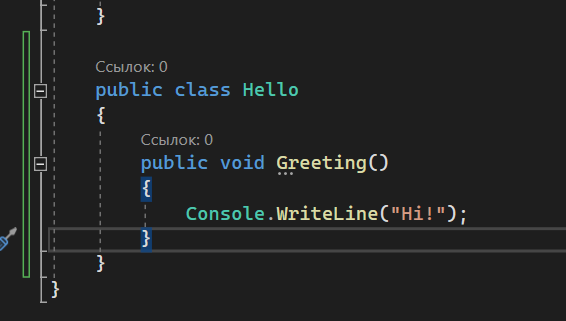 }
Ссылок: 0
public class Hello
{
Ссылок: 0
public void Greeting()
{
Console.WriteLine("Hi!");
}
}
}